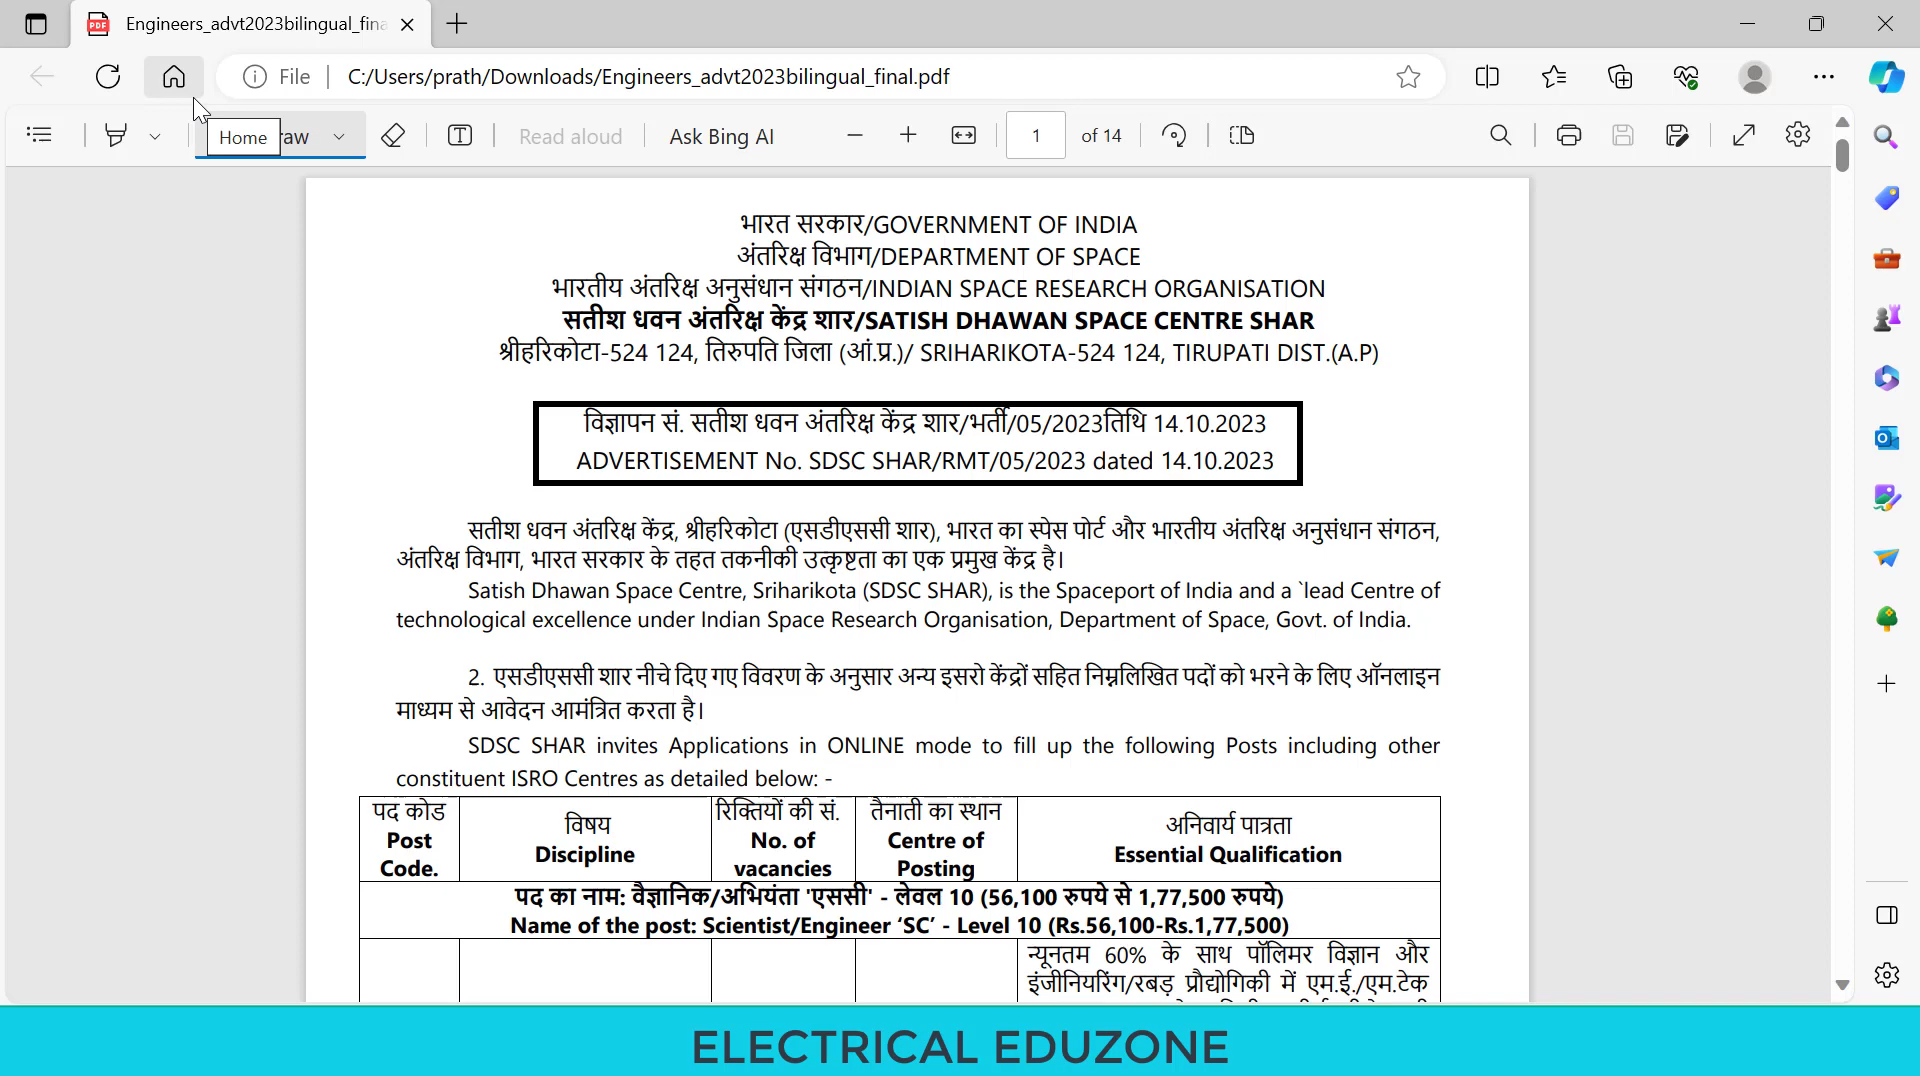 Engineers_advt2023bilingual_fina
File
C:/Users/prath/Downloads/Engineers_advt2023bilingual_final.pdf
Home
raw
Read aloud
Ask Bing AI
1
of 14
भारत सरकार/GOVERNMENT OF INDIA
अंतरिक्ष विभाग/DEPARTMENT OF SPACE
भारतीय अंतरिक्ष अनुसंधान संगठन/INDIAN SPACE RESEARCH ORGANISATION
सतीश धवन अंतरिक्ष केंद्र शार/SATISH DHAWAN SPACE CENTRE SHAR
श्रीहरिकोटा-524 124, तिरुपति जिला (आं.प्र.)/ SRIHARIKOTA-524 124, TIRUPATI DIST.(A.P)
विज्ञापन सं. सतीश धवन अंतरिक्ष केंद्र शार/भर्ती/05/2023तिथि 14.10.2023
ADVERTISEMENT No. SDSC SHAR/RMT/05/2023 dated 14.10.2023
सतीश धवन अंतरिक्ष केंद्र, श्रीहरिकोटा (एसडीएससी शार), भारत का स्पेस पोर्ट और भारतीय अंतरिक्ष अनुसंधान संगठन,
अंतरिक्ष विभाग, भारत सरकार के तहत तकनीकी उत्कृष्टता का एक प्रमुख केंद्र है।
Satish Dhawan Space Centre, Sriharikota (SDSC SHAR), is the Spaceport of India and a `lead Centre of
technological excellence under Indian Space Research Organisation, Department of Space, Govt. of India.
2. एसडीएससी शार नीचे दिए गए विवरण के अनुसार अन्य इसरो केंद्रों सहित निम्नलिखित पदों को भरने के लिए ऑनलाइन
माध्यम से आवेदन आमंत्रित करता है।
SDSC SHAR invites Applications in ONLINE mode to fill up the following Posts including other
constituent ISRO Centres as detailed below: -
पद कोड
Post
Code.
विषय
Discipline
रिक्तियों की सं.
No. of
vacancies
तैनाती का स्थान
Centre of
Posting
अनिवार्य पात्रता
Essential Qualification
पद का नाम: वैज्ञानिक/अभियंता 'एससी' - लेवल 10 (56,100 रुपये से 1,77,500 रुपये)
Name of the post: Scientist/Engineer ‘SC’ - Level 10 (Rs.56,100-Rs.1,77,500)
न्यूनतम 60% के साथ पॉलिमर विज्ञान और
इंजीनियरिंग/रबड़ प्रौद्योगिकी में एम.ई./एम.टेक
ELECTRICAL EDUZONE